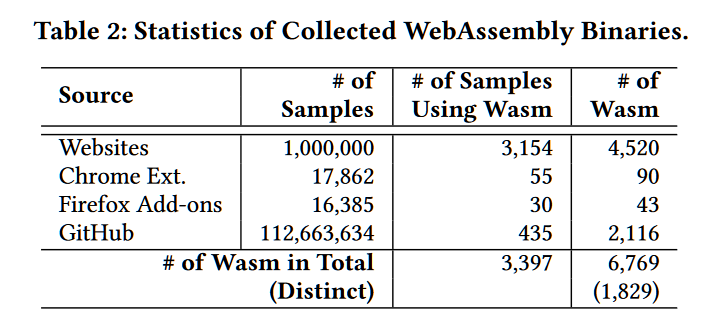 Table 2: Statistics of Collected WebAssembly Binaries.
Source # of Samples # of Samples Using Wasm # of Wasm
Websites 1,000,000 3,154 4,520
Chrome Ext. 17,862 55 90
Firefox Add-ons 16,385 30 43
GitHub 112,663,634 435 2,116
# of Wasm in Total 3,397 6,769
(Distinct) (1,829)